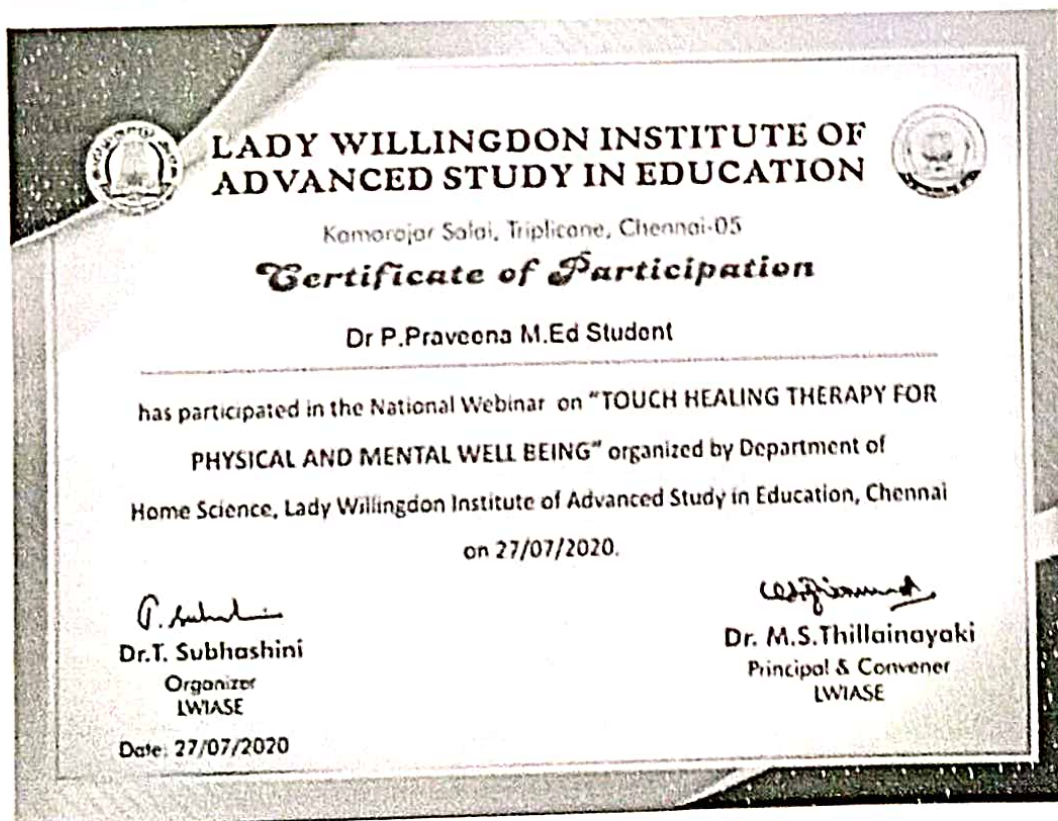 LADY WILLINGDON INSTITUTE OF
ADVANCED STUDY IN EDUCATION
Kamarajar Salai, Triplicane, Chennai-05
Certificate of Participation
Dr P.Praveena M.Ed Student
has participated in the National Webinar on "TOUCH HEALING THERAPY FOR
PHYSICAL AND MENTAL WELL BEING" organized by Department of
Home Science, Lady Willingdon Institute of Advanced Study in Education, Chennai
on 27/07/2020.
Dr.T. Subhashini
Organizer
LWIASE
Date: 27/07/2020
Dr. M.S.Thillainayaki
Principal & Convener
LWIASE